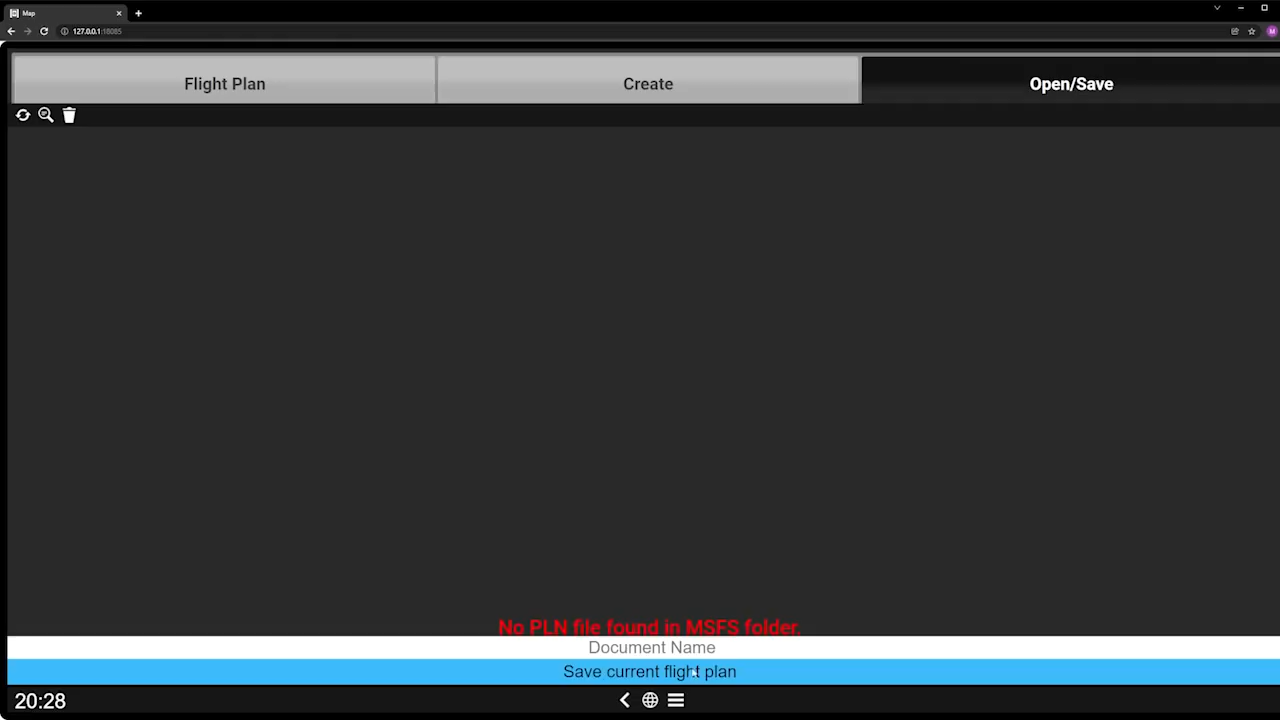 Map
127.0.0.1:18085
M
Flight Plan
Create
Open/Save
No PLN file found in MSFS folder.
Document Name
Save current flight plan
20:28